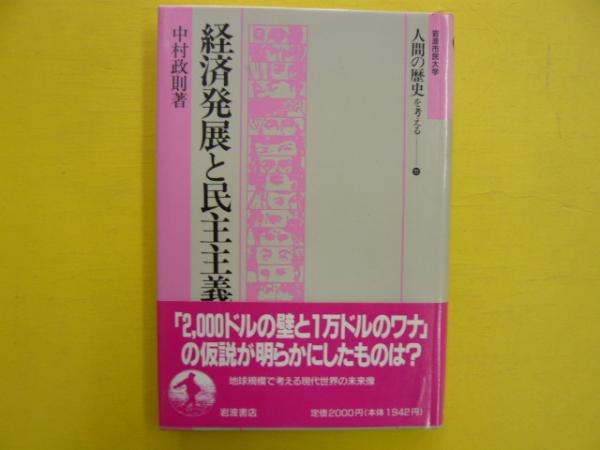 岩波市民大学
人間の歴史を考える──⑪
経済発展と民主主義
中村政則著
「2,000ドルの壁と1万ドルのワナ」
の仮説が明らかにしたものは?
地球規模で考える現代世界の未来像
岩波書店
定価2000円(本体1942円)